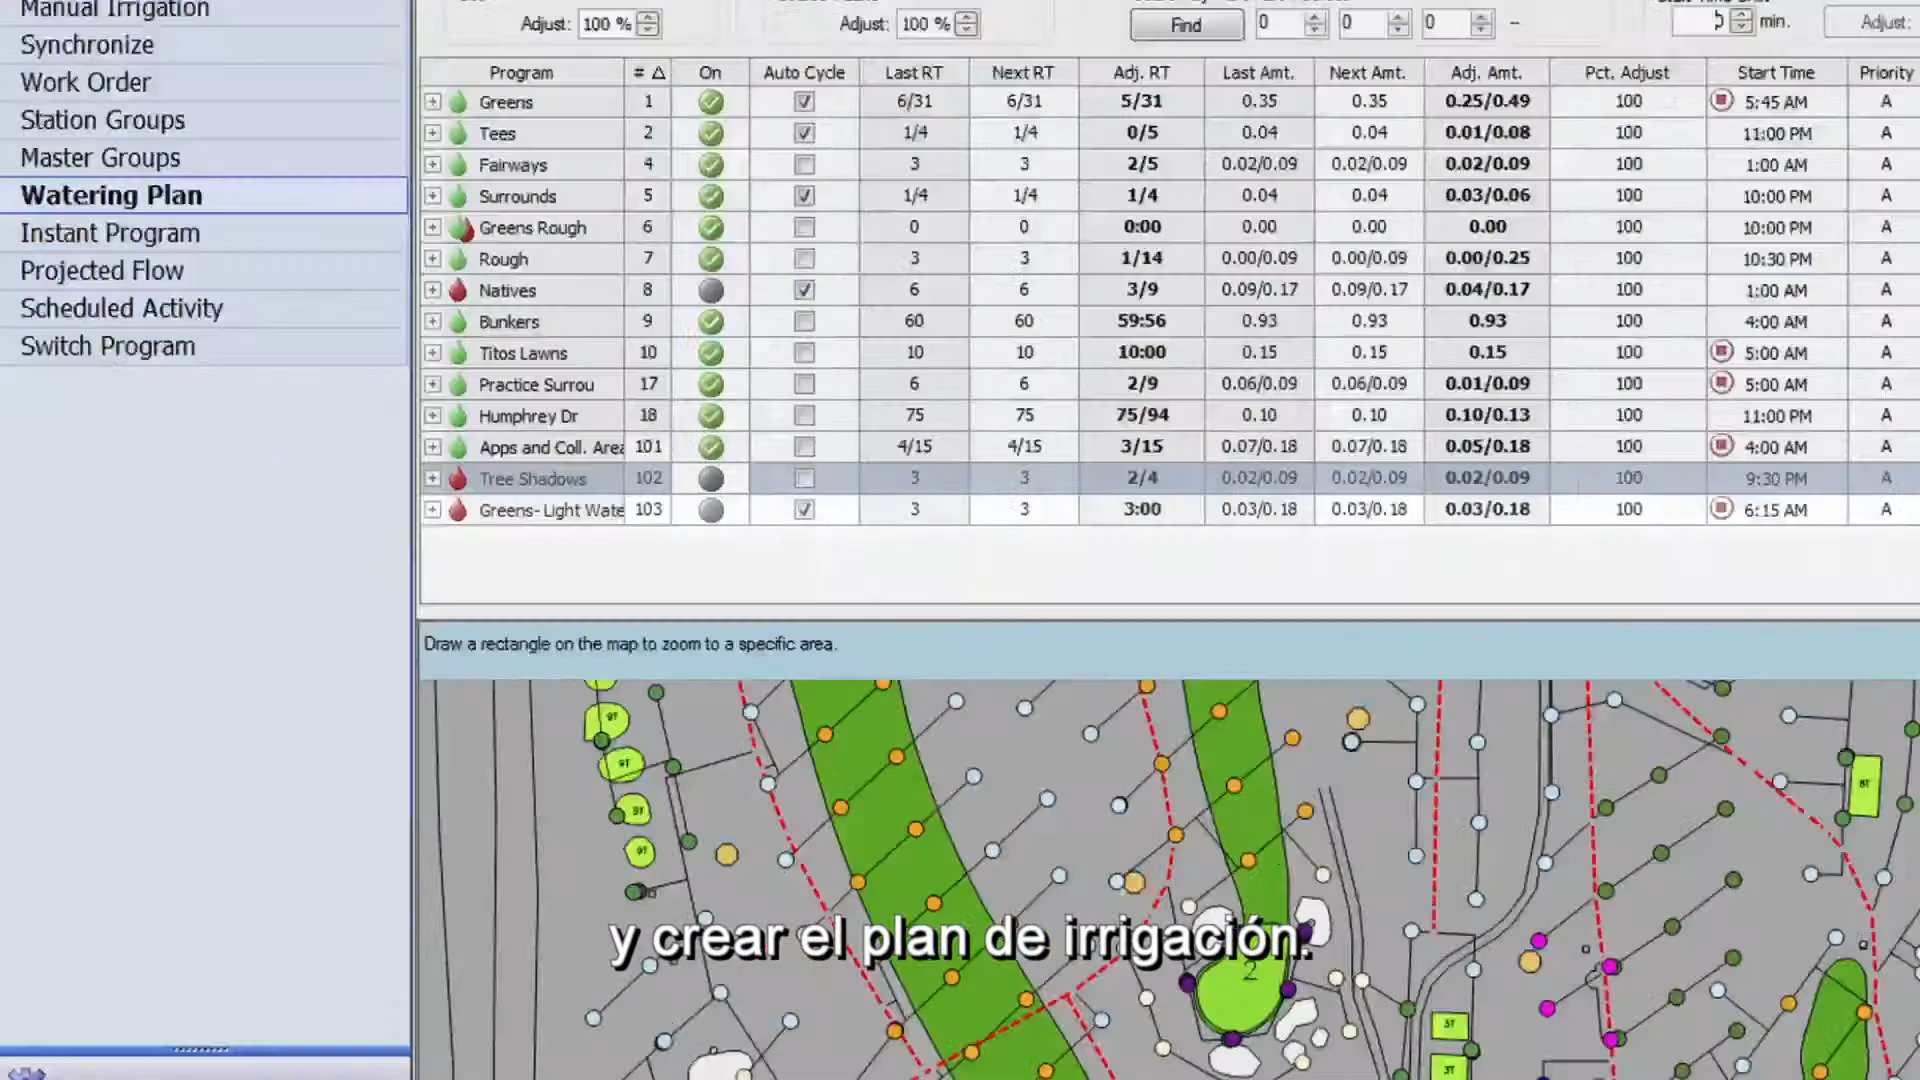 Manual Irrigation
Synchronize
Work Order
Station Groups
Master Groups
Watering Plan
Instant Program
Projected Flow
Scheduled Activity
Switch Program
Adjust: 100 % Adjust: 100 % Find 0 0 0 -- 5 min. Adjust:
Program # On Auto Cycle Last RT Next RT Adj. RT Last Amt. Next Amt. Adj. Amt. Pct. Adjust Start Time Priority
Greens 1 6/31 6/31 5/31 0.35 0.35 0.25/0.49 100 5:45 AM A
Tees 2 1/4 1/4 0/5 0.04 0.04 0.01/0.08 100 11:00 PM A
Fairways 4 3 3 2/5 0.02/0.09 0.02/0.09 0.02/0.09 100 1:00 AM A
Surrounds 5 1/4 1/4 1/4 0.04 0.04 0.03/0.06 100 10:00 PM A
Greens Rough 6 0 0 0:00 0.00 0.00 0.00 100 10:00 PM A
Rough 7 3 3 1/14 0.00/0.09 0.00/0.09 0.00/0.25 100 10:30 PM A
Natives 8 6 6 3/9 0.09/0.17 0.09/0.17 0.04/0.17 100 1:00 AM A
Bunkers 9 60 60 59:56 0.93 0.93 0.93 100 4:00 AM A
Titos Lawns 10 10 10 10:00 0.15 0.15 0.15 100 5:00 AM A
Practice Surrou 17 6 6 2/9 0.06/0.09 0.06/0.09 0.01/0.09 100 5:00 AM A
Humphrey Dr 18 75 75 75/94 0.10 0.10 0.10/0.13 100 11:00 PM A
Apps and Coll. Area 101 4/15 4/15 3/15 0.07/0.18 0.07/0.18 0.05/0.18 100 4:00 AM A
Tree Shadows 102 3 3 2/4 0.02/0.09 0.02/0.09 0.02/0.09 100 9:30 PM A
Greens- Light Wate 103 3 3 3:00 0.03/0.18 0.03/0.18 0.03/0.18 100 6:15 AM A
Draw a rectangle on the map to zoom to a specific area.
9T
9T
9T
9T
8T
y crear el plan de irrigación.
2
3T
3T